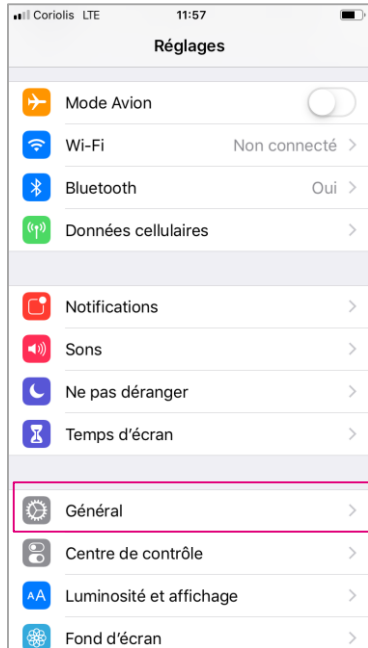 Coriolis LTE 11:57
Réglages
Mode Avion
Wi-Fi Non connecté
Bluetooth Oui
Données cellulaires
Notifications
Sons
Ne pas déranger
Temps d'écran
Général
Centre de contrôle
AA Luminosité et affichage
Fond d'écran